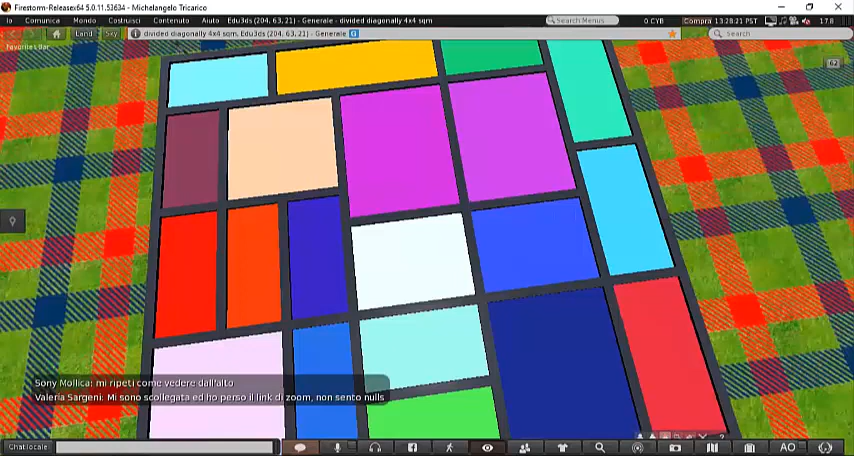 Firestorm-Releasex64 5.0.11.53634 - Michelangelo Tricarico
Io Comunica Mondo Costruisci Contenuto Aiuto Edu3ds (204, 63, 21) - Generale - divided diagonally 4x4 sqm Search Menus 0 CYB Compra 13:28:21 PST 17.8
Land Sky divided diagonally 4x4 sqm, Edu3ds (204, 63, 21) - Generale G Search
Favorites Bar
62
Sony Mollica: mi ripeti come vedere dall'alto
Valeria Sargeni: Mi sono scollegata ed ho perso il link di zoom, non sento nulls
Chat locale AO